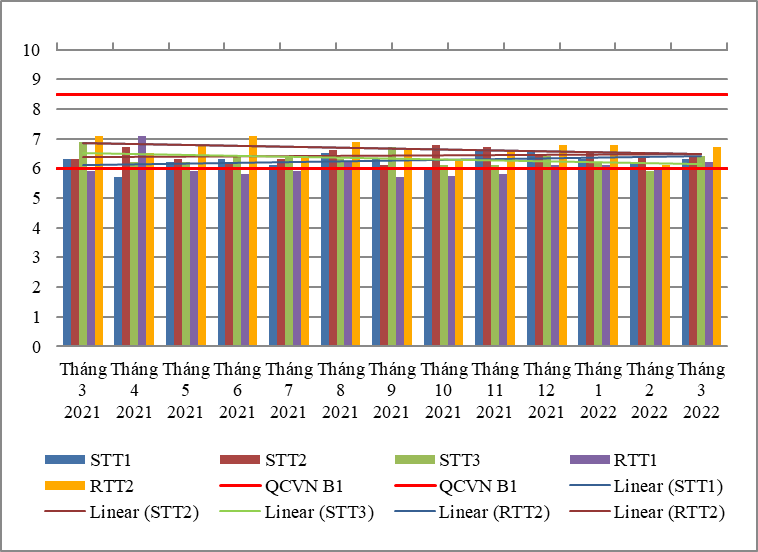 10
9
8
7
6
5
4
3
2
1
0
Tháng Tháng Tháng Tháng Tháng Tháng Tháng Tháng Tháng Tháng Tháng Tháng Tháng
3 4 5 6 7 8 9 10 11 12 1 2 3
2021 2021 2021 2021 2021 2021 2021 2021 2021 2021 2022 2022 2022
STT1 STT2 STT3 RTT1
RTT2 QCVN B1 QCVN B1 Linear (STT1)
Linear (STT2) Linear (STT3) Linear (RTT2) Linear (RTT2)